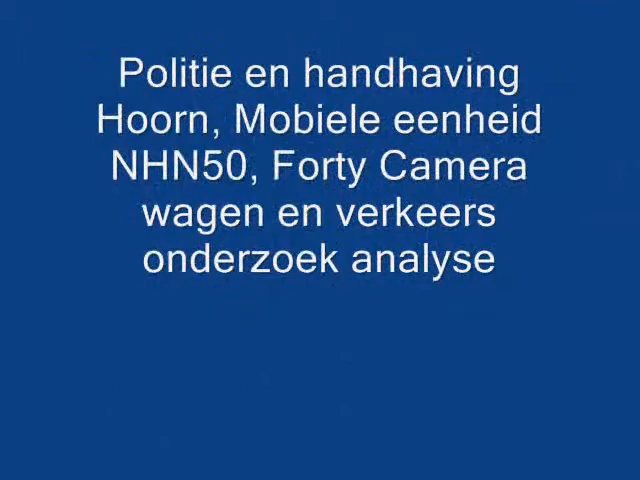 Politie en handhaving
Hoorn, Mobiele eenheid
NHN50, Forty Camera
wagen en verkeers
onderzoek analyse